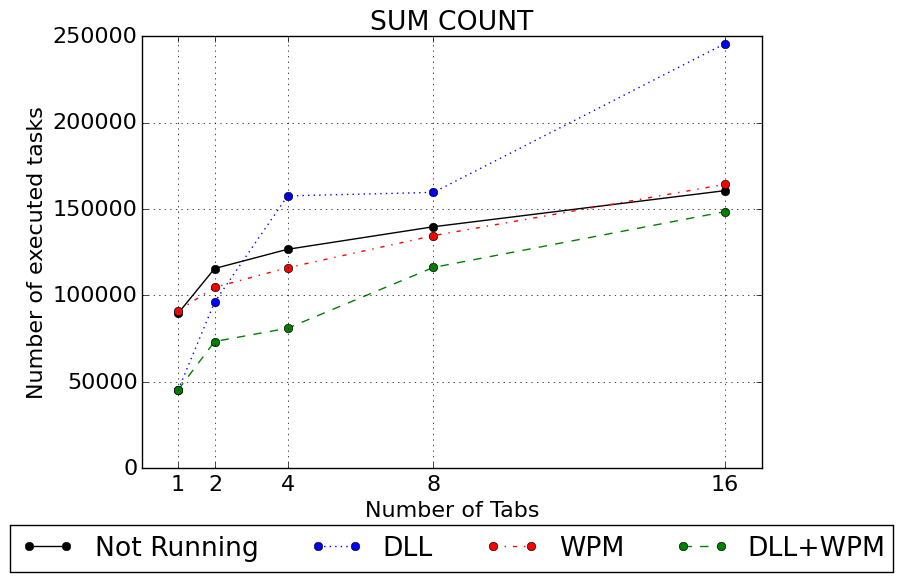 SUM COUNT
250000
200000
150000
100000
50000
0
Number of executed tasks
1 2 4 8 16
Number of Tabs
Not Running DLL WPM DLL+WPM